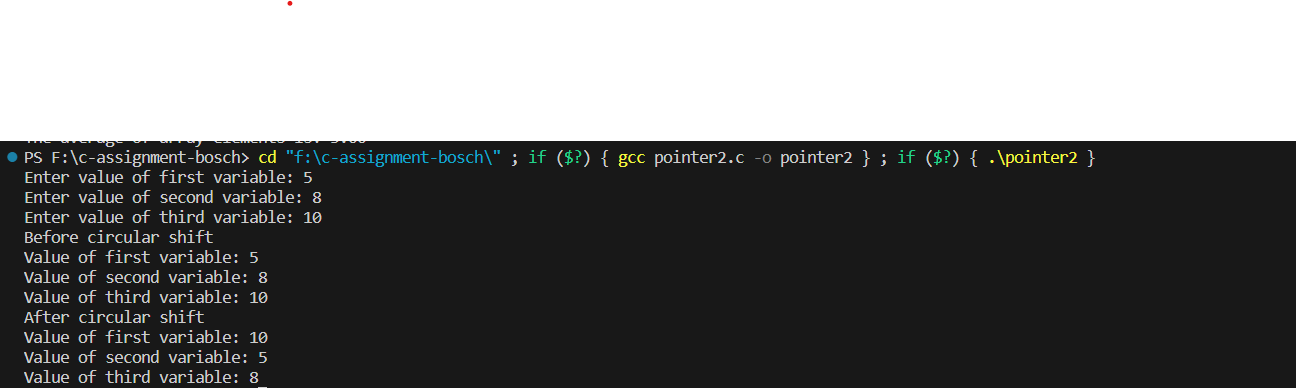 PS F:\c-assignment-bosch> cd "f:\c-assignment-bosch\" ; if ($?) { gcc pointer2.c -o pointer2 } ; if ($?) { .\pointer2 }
Enter value of first variable: 5
Enter value of second variable: 8
Enter value of third variable: 10
Before circular shift
Value of first variable: 5
Value of second variable: 8
Value of third variable: 10
After circular shift
Value of first variable: 10
Value of second variable: 5
Value of third variable: 8